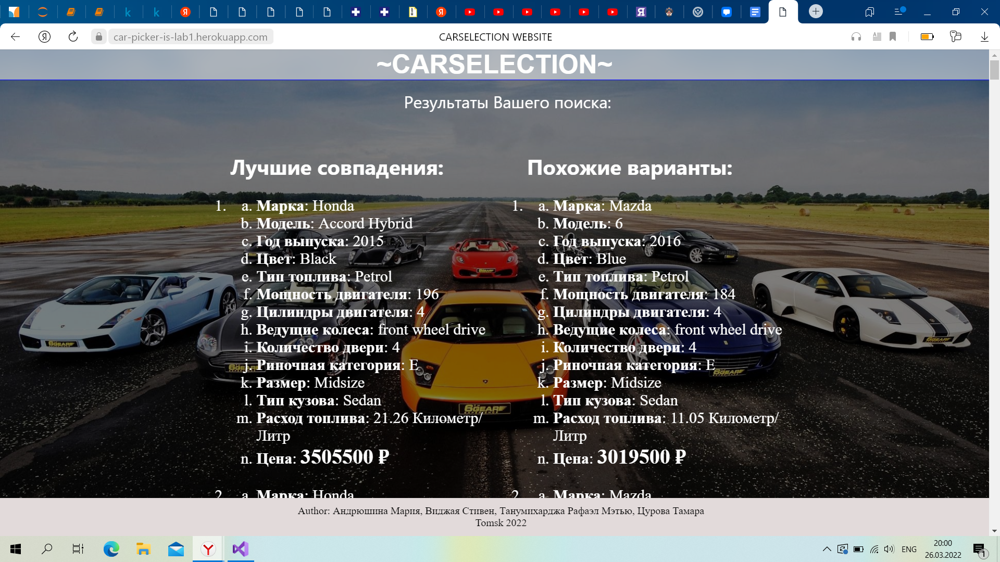 car-picker-is-lab1.herokuapp.com
CARSELECTION WEBSITE
~CARSELECTION~
Результаты Вашего поиска:
Лучшие совпадения:
1. a. Марка: Honda
b. Модель: Accord Hybrid
c. Год выпуска: 2015
d. Цвет: Black
e. Тип топлива: Petrol
f. Мощность двигателя: 196
g. Цилиндры двигателя: 4
h. Ведущие колеса: front wheel drive
i. Количество двери: 4
j. Риночная категория: E
k. Размер: Midsize
l. Тип кузова: Sedan
m. Расход топлива: 21.26 Километр/
Литр
n. Цена: 3505500 ₽
2. a. Марка: Honda
Похожие варианты:
1. a. Марка: Mazda
b. Модель: 6
c. Год выпуска: 2016
d. Цвет: Blue
e. Тип топлива: Petrol
f. Мощность двигателя: 184
g. Цилиндры двигателя: 4
h. Ведущие колеса: front wheel drive
i. Количество двери: 4
j. Риночная категория: E
k. Размер: Midsize
l. Тип кузова: Sedan
m. Расход топлива: 11.05 Километр/
Литр
n. Цена: 3019500 ₽
2. a. Марка: Mazda
Author: Андрюшина Мария, Виджая Стивен, Танумихарджа Рафаэл Мэтью, Цурова Тамара
Tomsk 2022
ENG
20:00
26.03.2022
1